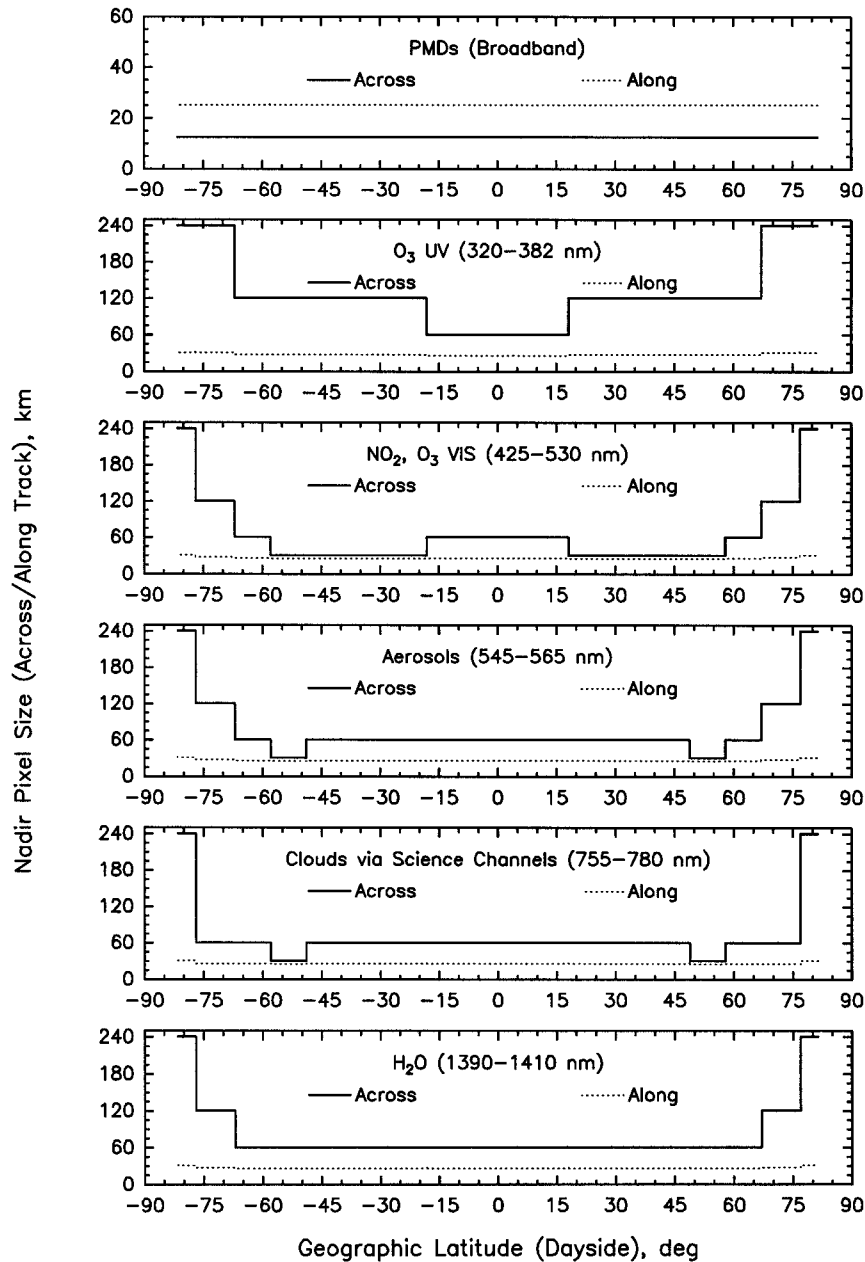 Nadir Pixel Size (Across/Along Track), km
60
40
20
0
PMDs (Broadband)
Across Along
−90 −75 −60 −45 −30 −15 0 15 30 45 60 75 90
240
180
120
60
0
O₃ UV (320−382 nm)
Across Along
−90 −75 −60 −45 −30 −15 0 15 30 45 60 75 90
240
180
120
60
0
NO₂, O₃ VIS (425−530 nm)
Across Along
−90 −75 −60 −45 −30 −15 0 15 30 45 60 75 90
240
180
120
60
0
Aerosols (545−565 nm)
Across Along
−90 −75 −60 −45 −30 −15 0 15 30 45 60 75 90
240
180
120
60
0
Clouds via Science Channels (755−780 nm)
Across Along
−90 −75 −60 −45 −30 −15 0 15 30 45 60 75 90
240
180
120
60
0
H₂O (1390−1410 nm)
Across Along
−90 −75 −60 −45 −30 −15 0 15 30 45 60 75 90
Geographic Latitude (Dayside), deg